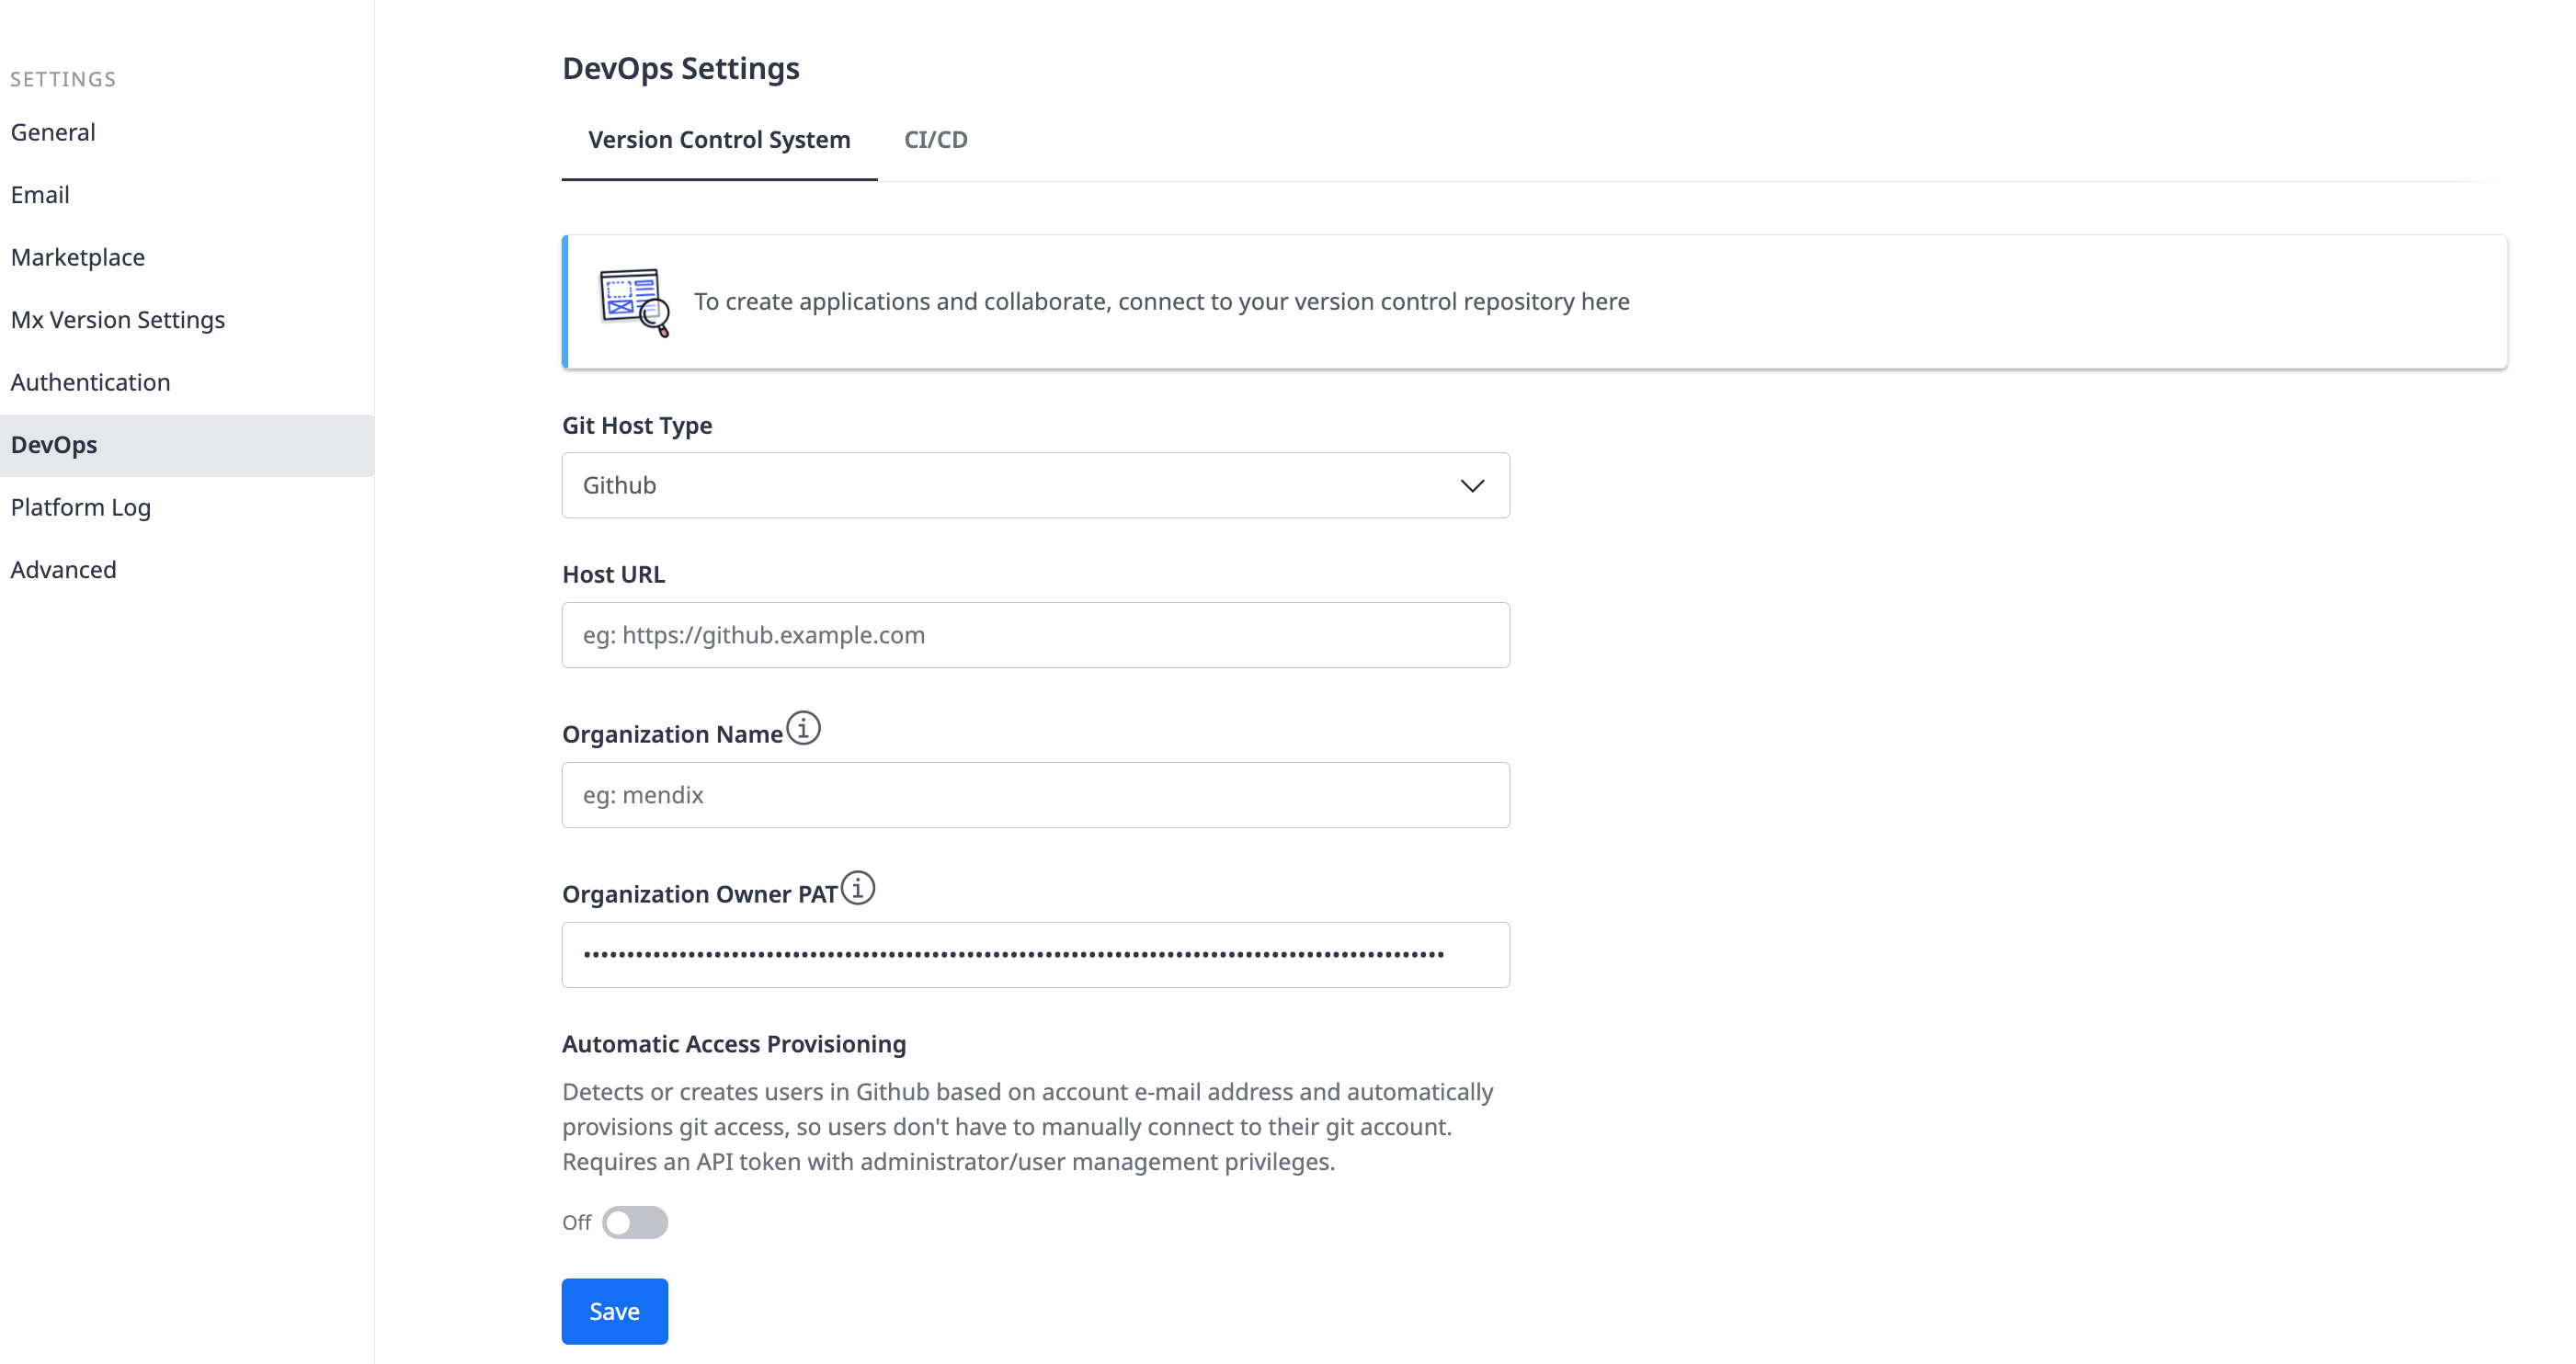 SETTINGS
General
Email
Marketplace
Mx Version Settings
Authentication
DevOps
Platform Log
Advanced
DevOps Settings
Version Control System
CI/CD
To create applications and collaborate, connect to your version control repository here
Git Host Type
Github
Host URL
eg: https://github.example.com
Organization Name
eg: mendix
Organization Owner PAT
Automatic Access Provisioning
Detects or creates users in Github based on account e-mail address and automatically
provisions git access, so users don't have to manually connect to their git account.
Requires an API token with administrator/user management privileges.
Off
Save